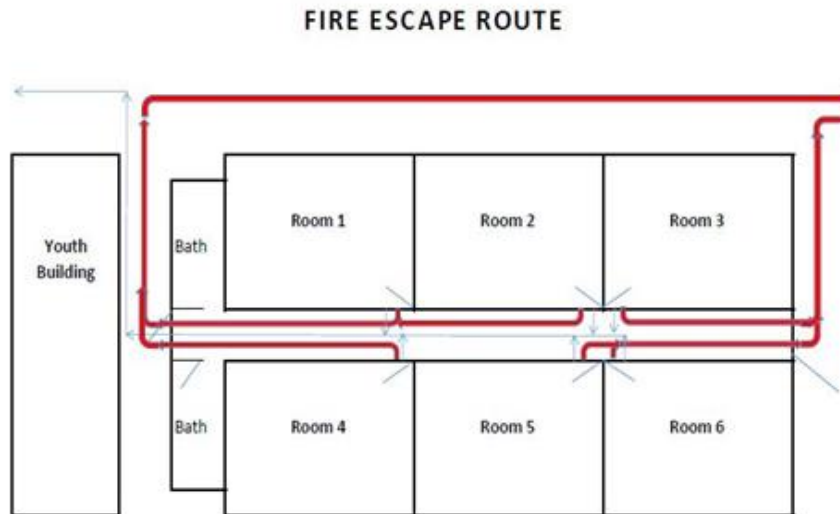 FIRE ESCAPE ROUTE
Room 1
Room 2
Room 3
Youth
Building
Bath
Bath
Room 4
Room 5
Room 6